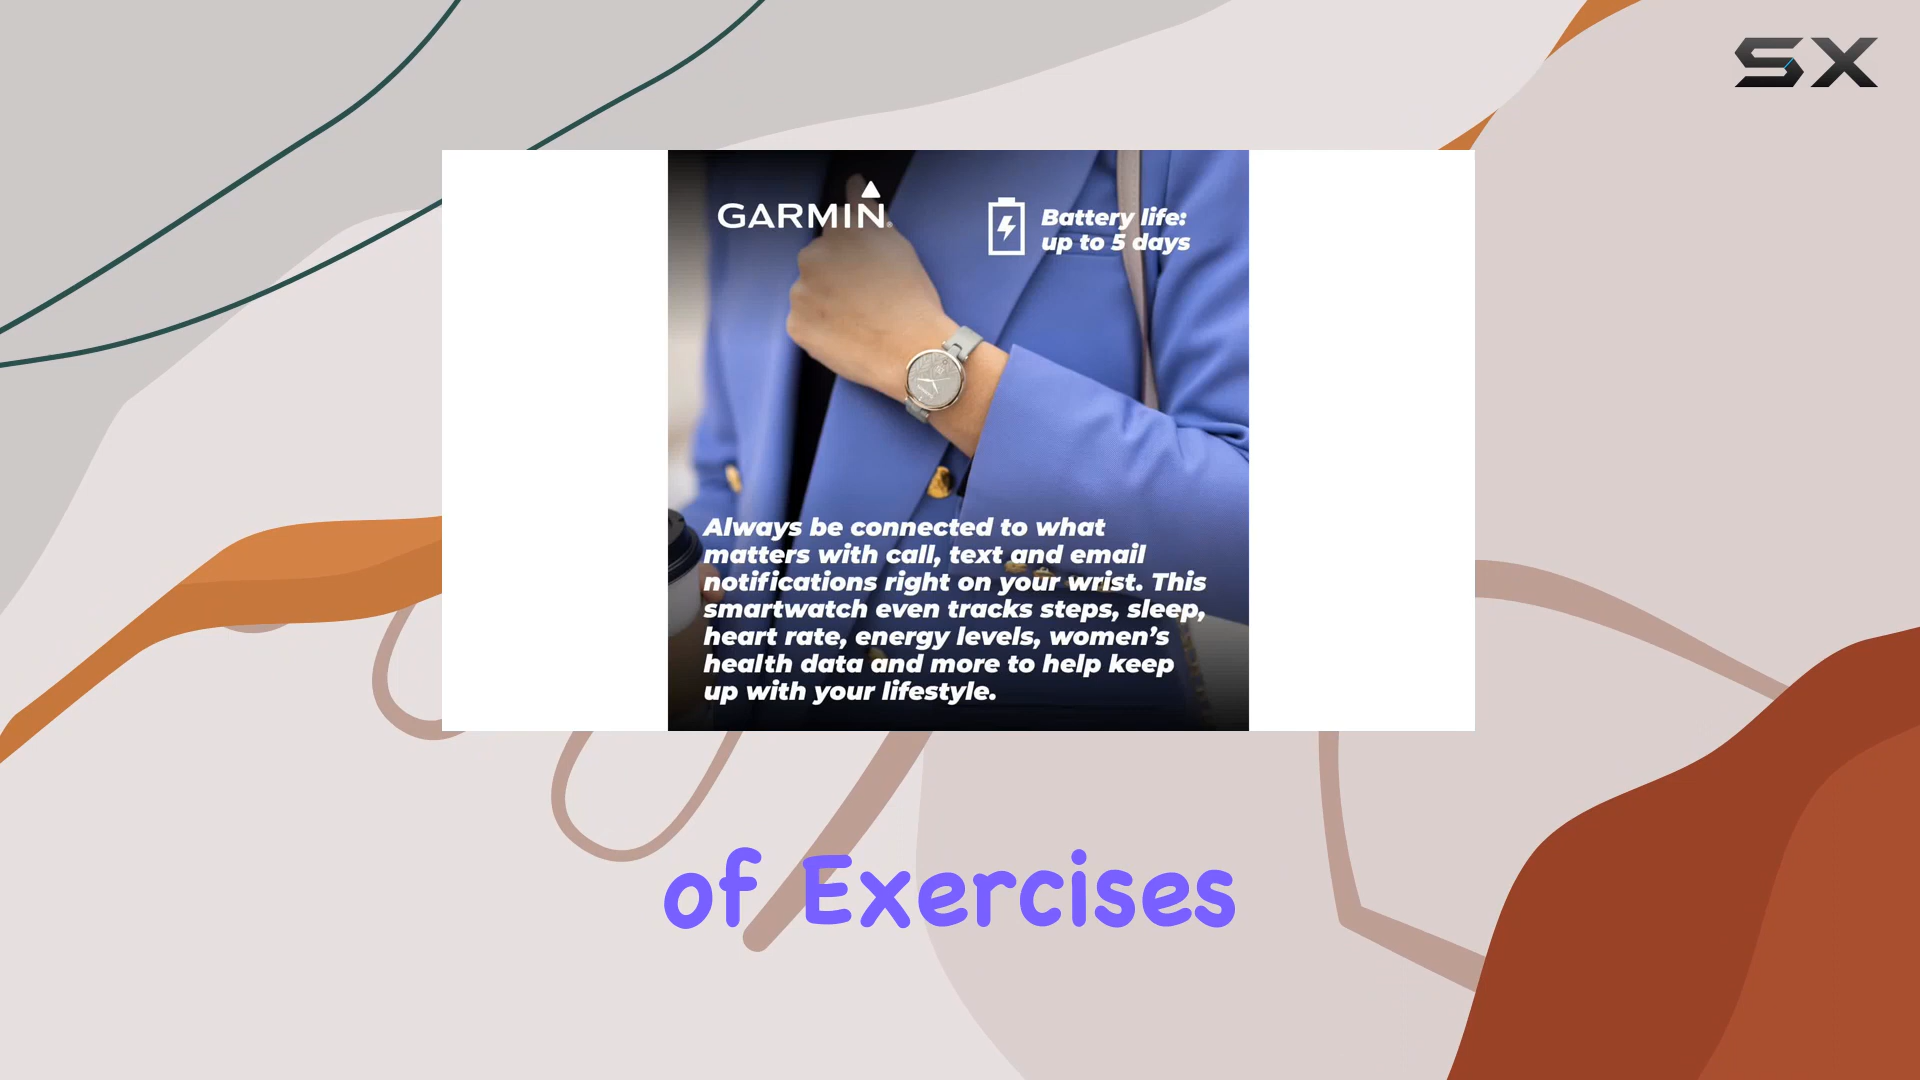 SX
GARMIN
Battery life:
up to 5 days
Always be connected to what
matters with call, text and email
notifications right on your wrist. This
smartwatch even tracks steps, sleep,
heart rate, energy levels, women’s
health data and more to help keep
up with your lifestyle.
of Exercises